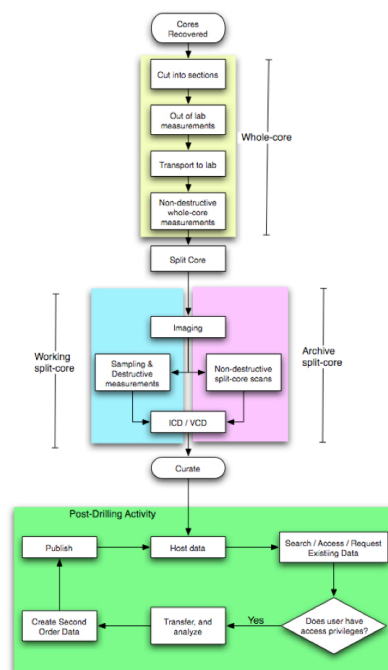 Cores
Recovered
Cut into sections
Out of lab
measurements
Whole-core
Transport to lab
Non-destructive
whole-core
measurements
Split Core
Imaging
Working
split-core
Sampling &
Destructive
measurements
Non-destructive
split-core scans
Archive
split-core
ICD / VCD
Curate
Post-Drilling Activity
Publish
Host data
Search / Access / Request
Existiing Data
Create Second
Order Data
Transfer, and
analyze
Yes
Does user have
access privileges?